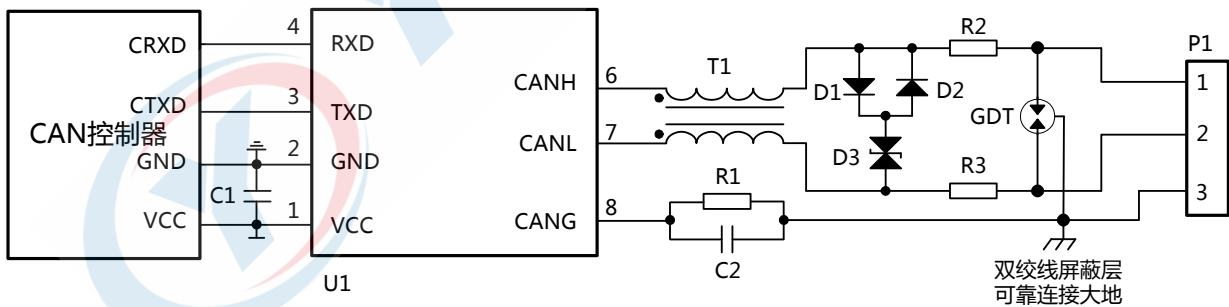 CAN控制器
CRXD
CTXD
GND
VCC
C1
4
3
2
1
RXD
TXD
GND
VCC
U1
CANH
CANL
CANG
6
7
8
T1
R1
C2
D1
D2
D3
R2
R3
GDT
P1
1
2
3
双绞线屏蔽层
可靠连接大地